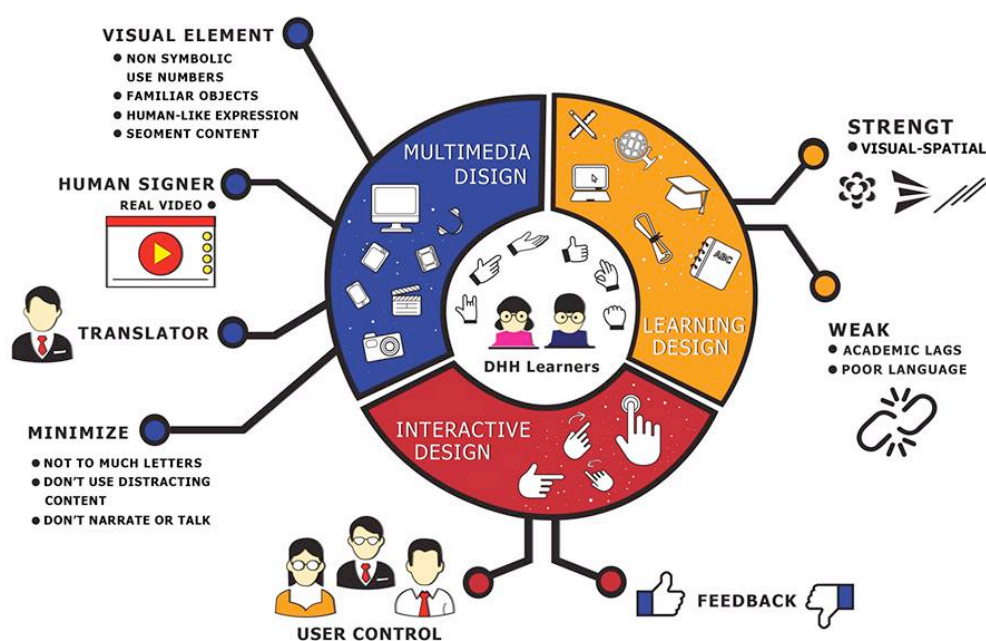 VISUAL ELEMENT
● NON SYMBOLIC
USE NUMBERS
● FAMILIAR OBJECTS
● HUMAN-LIKE EXPRESSION
● SEOMENT CONTENT
HUMAN SIGNER
REAL VIDEO ●
TRANSLATOR
MINIMIZE
● NOT TO MUCH LETTERS
● DON'T USE DISTRACTING
CONTENT
● DON'T NARRATE OR TALK
MULTIMEDIA
DISIGN
ABC
LEARNING
DESIGN
DHH Learners
INTERACTIVE
DESIGN
STRENGT
● VISUAL-SPATIAL
WEAK
● ACADEMIC LAGS
● POOR LANGUAGE
USER CONTROL
FEEDBACK